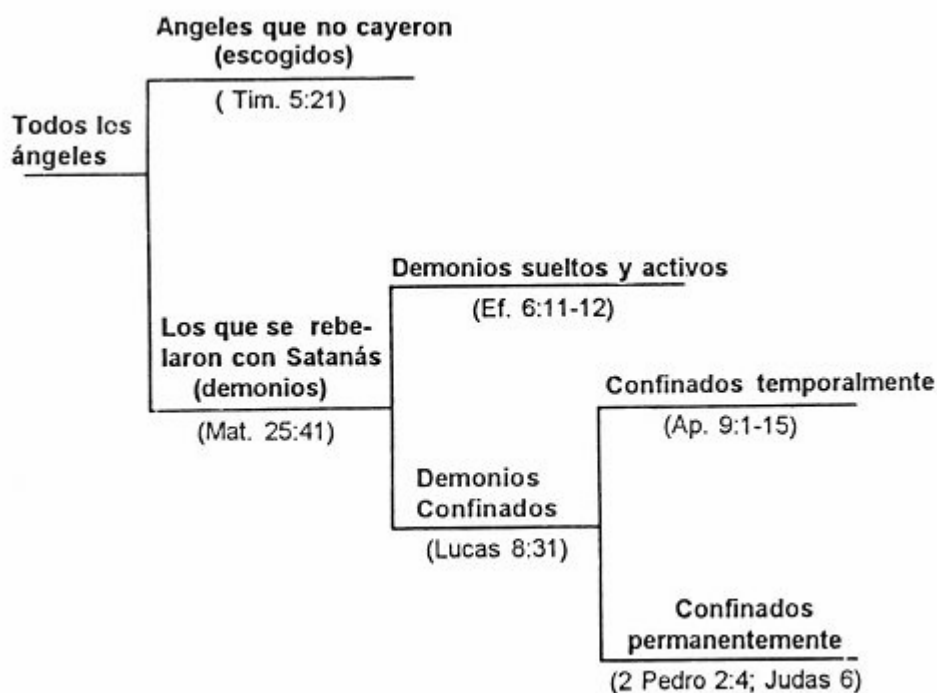 Angeles que no cayeron
(escogidos)
( Tim. 5:21)
Todos los
ángeles
Demonios sueltos y activos
(Ef. 6:11-12)
Los que se rebe-
laron con Satanás
(demonios)
(Mat. 25:41)
Confinados temporalmente
(Ap. 9:1-15)
Demonios
Confinados
(Lucas 8:31)
Confinados
permanentemente
(2 Pedro 2:4; Judas 6)